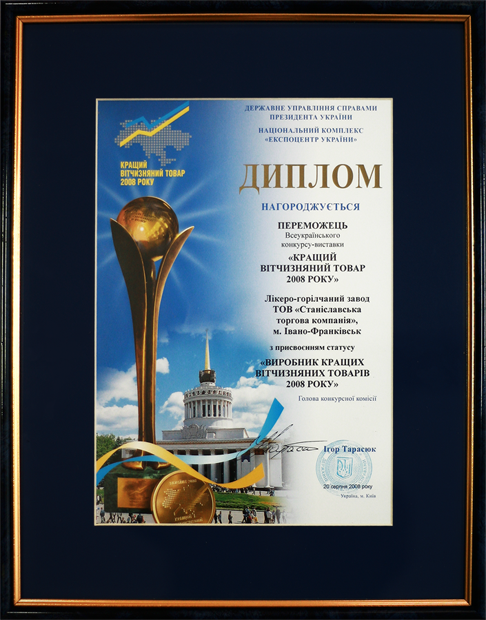 ДЕРЖАВНЕ УПРАВЛІННЯ СПРАВАМИ
ПРЕЗИДЕНТА УКРАЇНИ
НАЦІОНАЛЬНИЙ КОМПЛЕКС
«ЕКСПОЦЕНТР УКРАЇНИ»
КРАЩИЙ
ВІТЧИЗНЯНИЙ ТОВАР
2008 РОКУ
ДИПЛОМ
НАГОРОДЖУЄТЬСЯ
ПЕРЕМОЖЕЦЬ
Всеукраїнського
конкурсу-виставки
«КРАЩИЙ
ВІТЧИЗНЯНИЙ ТОВАР
2008 РОКУ»
Лікеро-горілчаний завод
ТОВ «Станіславська
торгова компанія»,
м. Івано-Франківськ
з присвоєнням статусу
«ВИРОБНИК КРАЩИХ
ВІТЧИЗНЯНИХ ТОВАРІВ
2008 РОКУ»
Голова конкурсної комісії
Ігор Тарасюк
20 серпня 2008 року
Україна, м. Київ